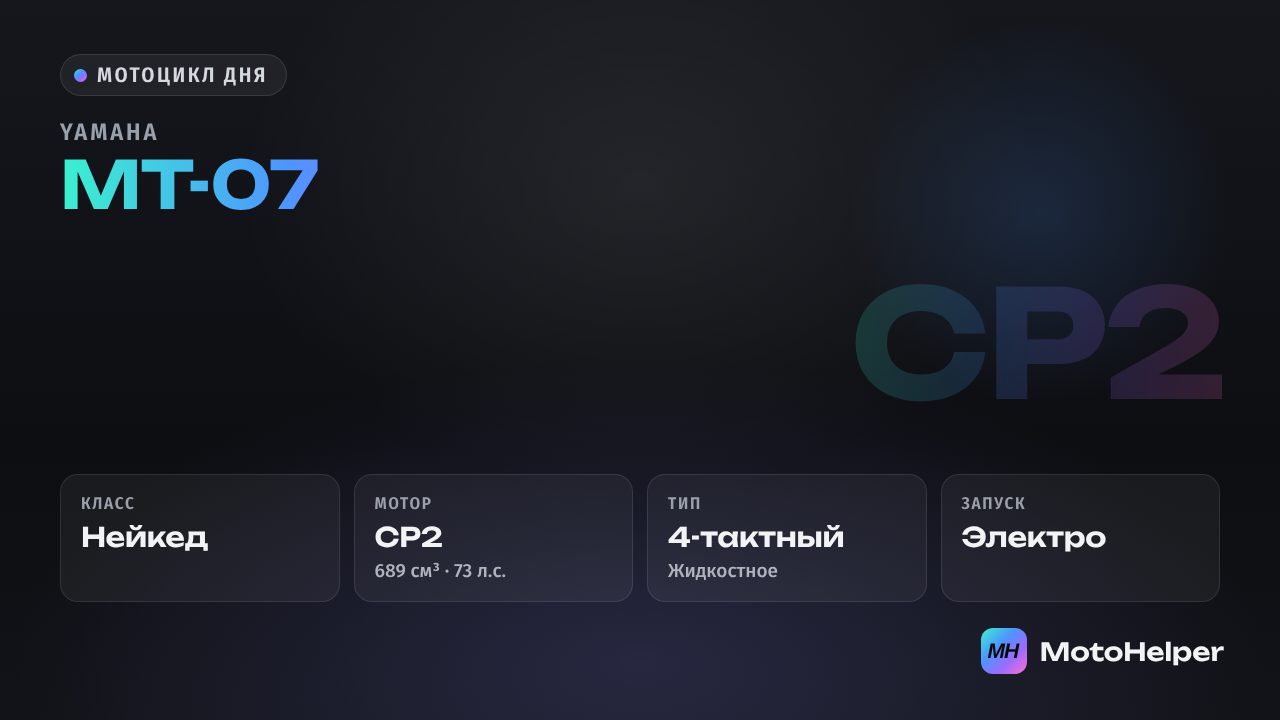 МОТОЦИКЛ ДНЯ
YAMAHA
MT-07
CP2
КЛАСС
Нейкед
МОТОР
CP2
689 см³ · 73 л.с.
ТИП
4-тактный
Жидкостное
ЗАПУСК
Электро
MH MotoHelper